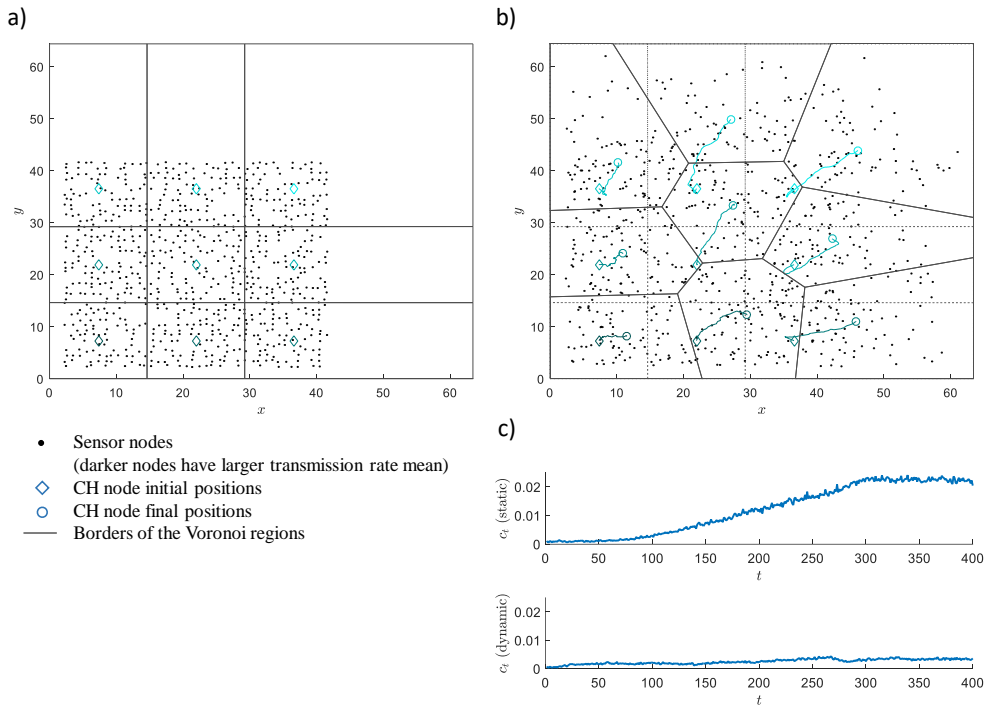 a)
60
50
40
30
20
10
0
y
0 10 20 30 40 50 60
x
b)
60
50
40
30
20
10
0
y
0 10 20 30 40 50 60
x
Sensor nodes
(darker nodes have larger transmission rate mean)
CH node initial positions
CH node final positions
Borders of the Voronoi regions
c)
0.02
0.01
0
c_t (static)
0 50 100 150 200 250 300 350 400
t
0.02
0.01
0
c_t (dynamic)
0 50 100 150 200 250 300 350 400
t